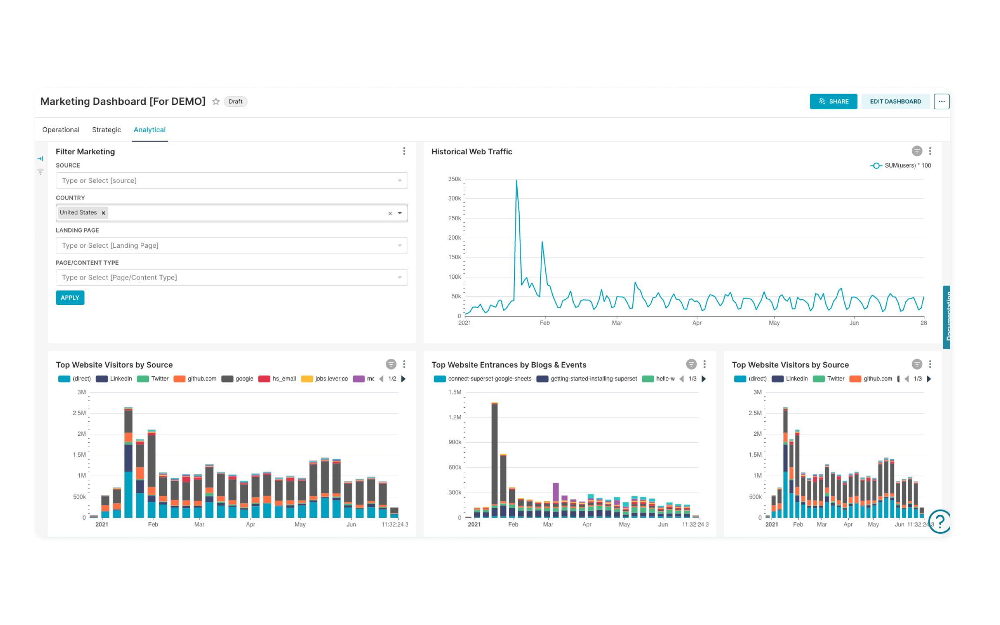 Marketing Dashboard [For DEMO] Draft SHARE EDIT DASHBOARD
Operational Strategic Analytical
Filter Marketing
SOURCE
Type or Select [source]
COUNTRY
United States
LANDING PAGE
Type or Select [Landing Page]
PAGE/CONTENT TYPE
Type or Select [Page/Content Type]
APPLY
Historical Web Traffic
SUM(users) * 100
350k
300k
250k
200k
150k
100k
50k
0
2021 Feb Mar Apr May Jun 28
Documentation
Top Website Visitors by Source
(direct) Linkedin Twitter github.com google hs_email jobs.lever.co me 1/2
3M
2.5M
2M
1.5M
1M
500k
0
2021 Feb Mar Apr May Jun 11:32:24 3
Top Website Entrances by Blogs & Events
connect-superset-google-sheets getting-started-installing-superset hello-w 1/3
1.5M
1.2M
900k
600k
300k
0
2021 Feb Mar Apr May Jun 11:32:24 3
Top Website Visitors by Source
(direct) Linkedin Twitter github.com 1/3
3M
2.5M
2M
1.5M
1M
500k
0
2021 Feb Mar Apr May Jun 11:32:24 3
?